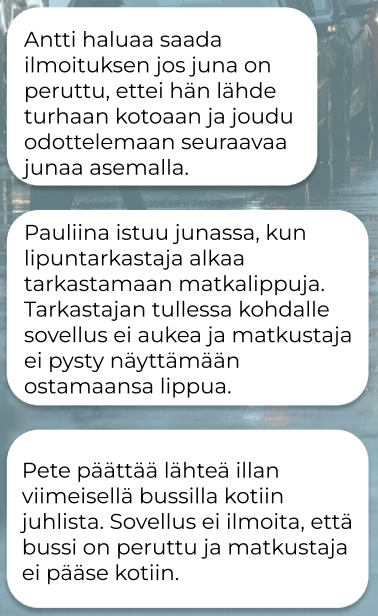 Antti haluaa saada
ilmoituksen jos juna on
peruttu, ettei hän lähde
turhaan kotoaan ja joudu
odottelemaan seuraavaa
junaa asemalla.
Pauliina istuu junassa, kun
lipuntarkastaja alkaa
tarkastamaan matkalippuja.
Tarkastajan tullessa kohdalle
sovellus ei aukea ja matkustaja
ei pysty näyttämään
ostamaansa lippua.
Pete päättää lähteä illan
viimeisellä bussilla kotiin
juhlista. Sovellus ei ilmoita, että
bussi on peruttu ja matkustaja
ei pääse kotiin.